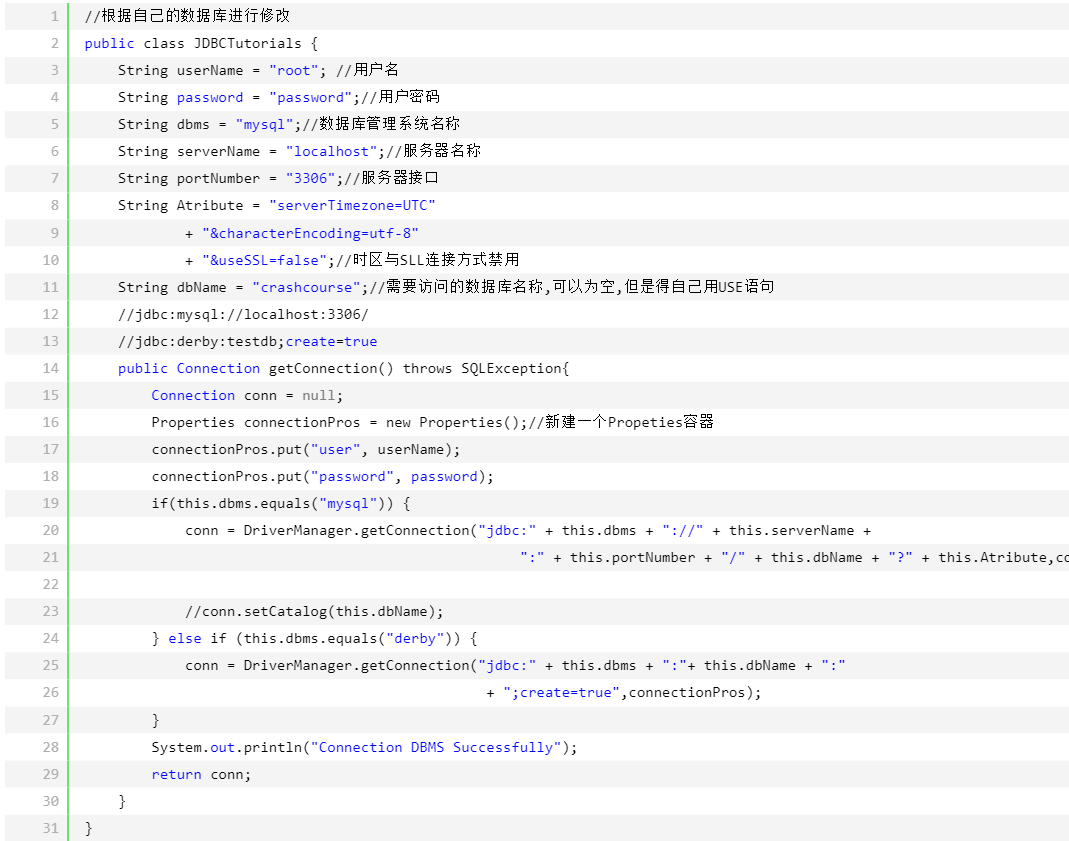 1 //根据自己的数据库进行修改
2 public class JDBCTutorials {
3 String userName = "root"; //用户名
4 String password = "password";//用户密码
5 String dbms = "mysql";//数据库管理系统名称
6 String serverName = "localhost";//服务器名称
7 String portNumber = "3306";//服务器接口
8 String Atribute = "serverTimezone=UTC"
9 + "&characterEncoding=utf-8"
10 + "&useSSL=false";//时区与SLL连接方式禁用
11 String dbName = "crashcourse";//需要访问的数据库名称,可以为空,但是得自己用USE语句
12 //jdbc:mysql://localhost:3306/
13 //jdbc:derby:testdb;create=true
14 public Connection getConnection() throws SQLException{
15 Connection conn = null;
16 Properties connectionPros = new Properties();//新建一个Propeties容器
17 connectionPros.put("user", userName);
18 connectionPros.put("password", password);
19 if(this.dbms.equals("mysql")) {
20 conn = DriverManager.getConnection("jdbc:" + this.dbms + "://" + this.serverName +
21 ":" + this.portNumber + "/" + this.dbName + "?" + this.Atribute,co
22
23 //conn.setCatalog(this.dbName);
24 } else if (this.dbms.equals("derby")) {
25 conn = DriverManager.getConnection("jdbc:" + this.dbms + ":"+ this.dbName + ":"
26 + ";create=true",connectionPros);
27 }
28 System.out.println("Connection DBMS Successfully");
29 return conn;
30 }
31 }